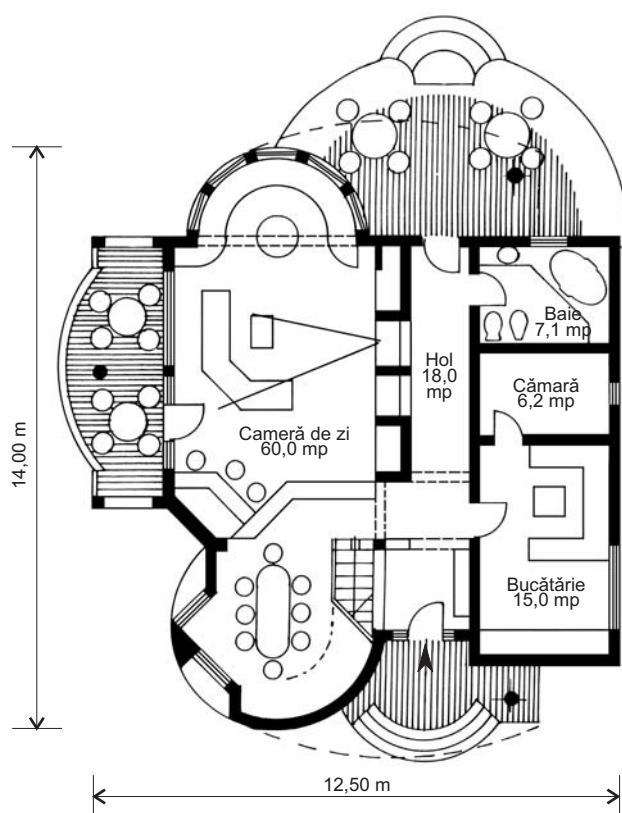 Baie
7,1 mp
Hol
18,0
mp
Cămară
6,2 mp
Cameră de zi
60,0 mp
14,00 m
Bucătărie
15,0 mp
12,50 m